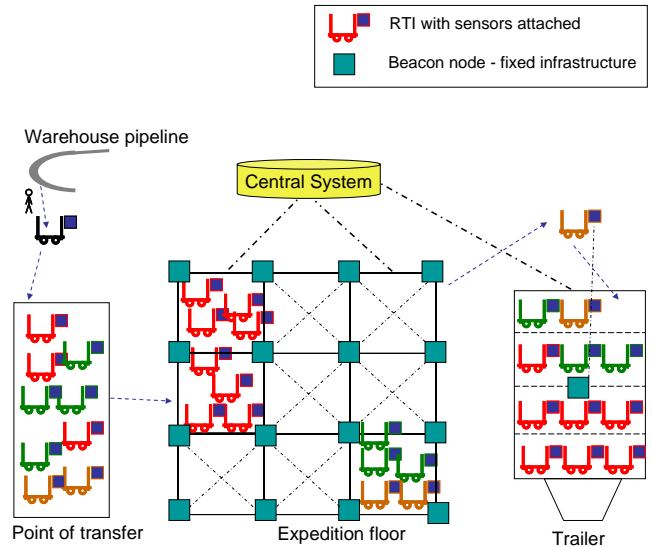 RTI with sensors attached
Beacon node - fixed infrastructure
Warehouse pipeline
Central System
Point of transfer
Expedition floor
Trailer